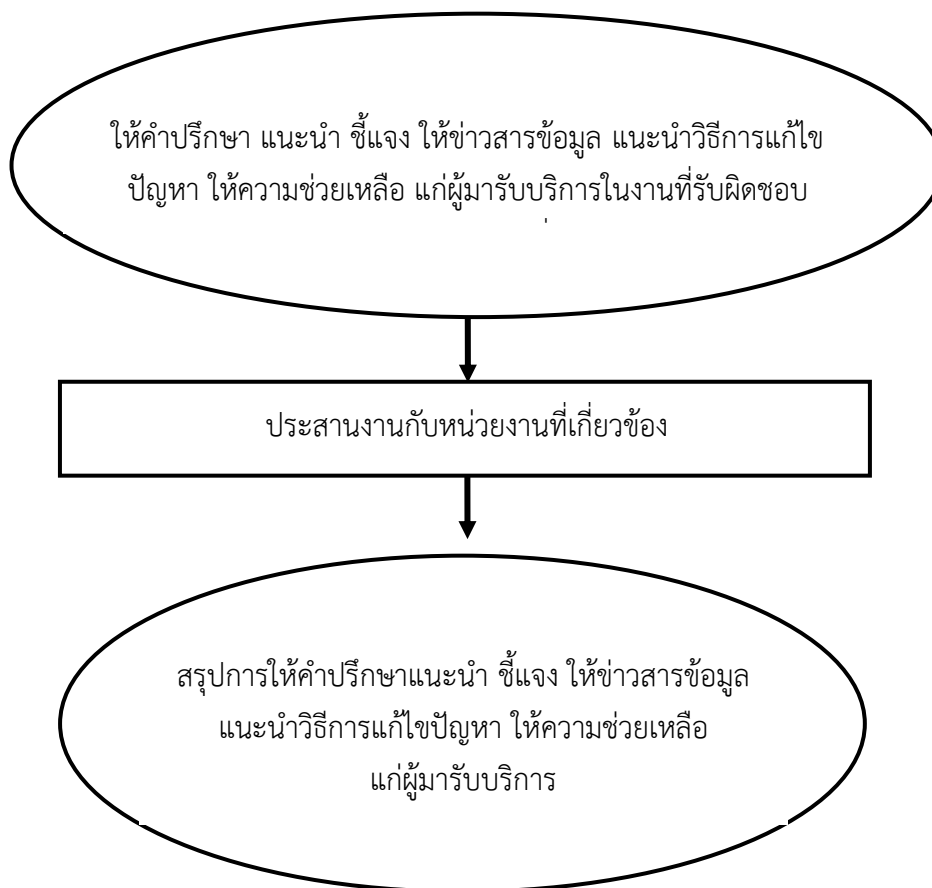 ให้คำปรึกษา แนะนำ ชี้แจง ให้ข่าวสารข้อมูล แนะนำวิธีการแก้ไข
ปัญหา ให้ความช่วยเหลือ แก่ผู้มารับบริการในงานที่รับผิดชอบ
ประสานงานกับหน่วยงานที่เกี่ยวข้อง
สรุปการให้คำปรึกษาแนะนำ ชี้แจง ให้ข่าวสารข้อมูล
แนะนำวิธีการแก้ไขปัญหา ให้ความช่วยเหลือ
แก่ผู้มารับบริการ